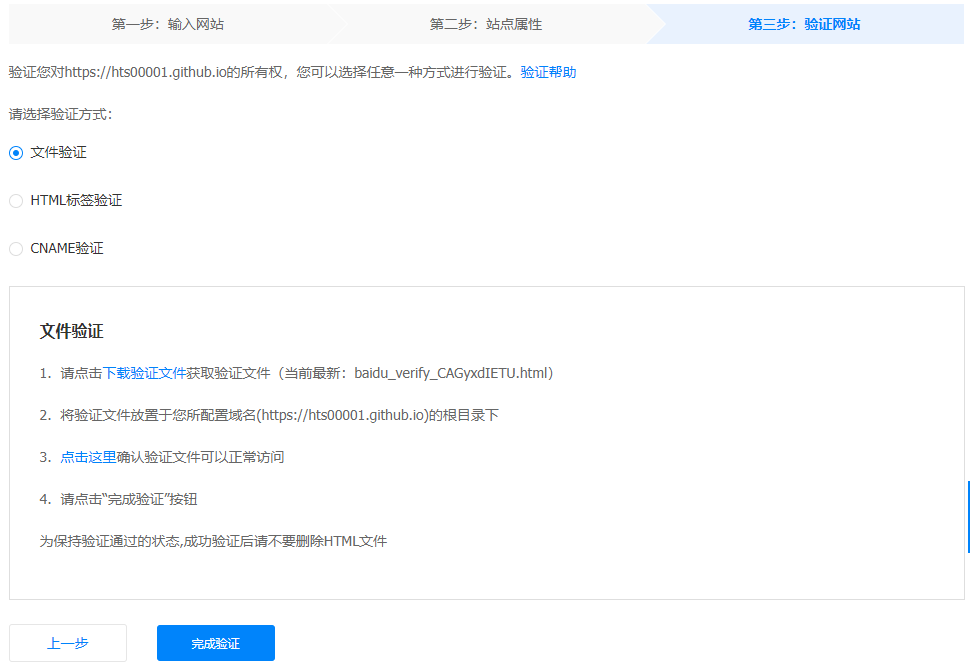 第一步：输入网站
第二步：站点属性
第三步：验证网站
验证您对https://hts00001.github.io的所有权，您可以选择任意一种方式进行验证。验证帮助
请选择验证方式：
文件验证
HTML标签验证
CNAME验证
文件验证
1. 请点击下载验证文件获取验证文件（当前最新：baidu_verify_CAGyxdIETU.html）
2. 将验证文件放置于您所配置域名(https://hts00001.github.io)的根目录下
3. 点击这里确认验证文件可以正常访问
4. 请点击“完成验证”按钮
为保持验证通过的状态,成功验证后请不要删除HTML文件
上一步
完成验证